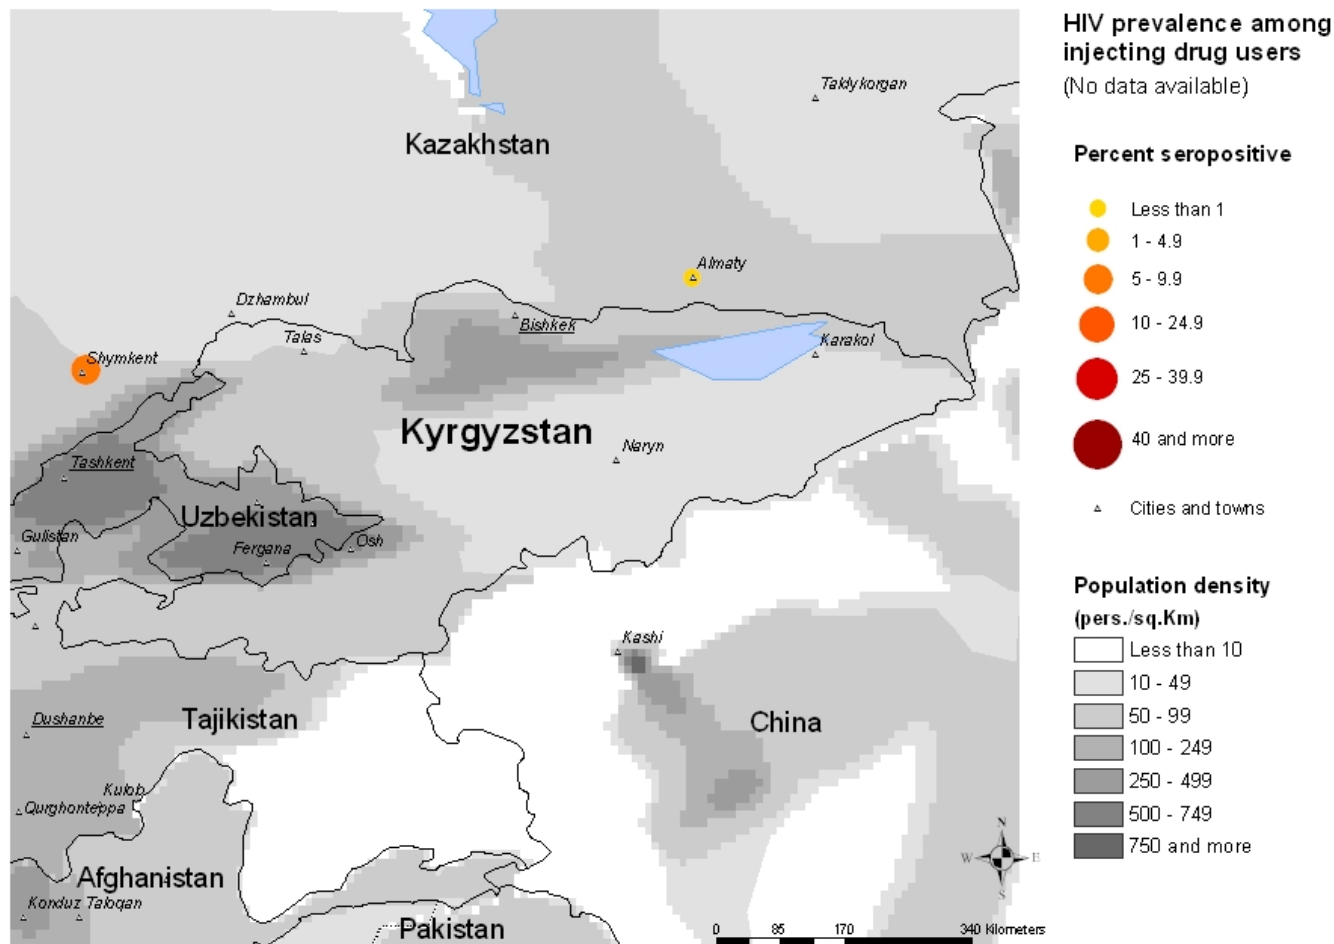 HIV prevalence among
injecting drug users
(No data available)
Percent seropositive
Less than 1
1 - 4.9
5 - 9.9
10 - 24.9
25 - 39.9
40 and more
Cities and towns
Population density
(pers./sq.Km)
Less than 10
10 - 49
50 - 99
100 - 249
250 - 499
500 - 749
750 and more
N
W E
S
0 85 170 340 Kilometers
Taldykorgan
Kazakhstan
Almaty
Dzhambul
Bishkek
Talas
Karakol
Shymkent
Kyrgyzstan
Naryn
Tashkent
Uzbekistan
Gulistan
Fergana
Osh
Kashi
Dushanbe
Tajikistan
China
Kulob
Qurghonteppa
Afghanistan
Konduz
Taloqan
Pakistan